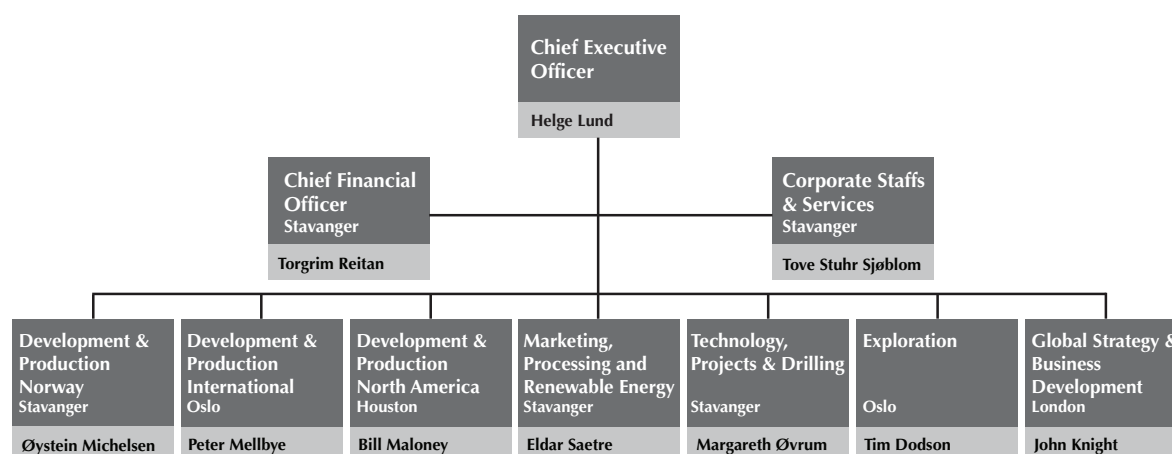 Chief Executive
Officer
Helge Lund
Chief Financial
Officer
Stavanger
Torgrim Reitan
Corporate Staffs
& Services
Stavanger
Tove Stuhr Sjøblom
Development &
Production
Norway
Stavanger
Øystein Michelsen
Development &
Production
International
Oslo
Peter Mellbye
Development &
Production
North America
Houston
Bill Maloney
Marketing,
Processing and
Renewable Energy
Stavanger
Eldar Saetre
Technology,
Projects & Drilling
Stavanger
Margareth Øvrum
Exploration
Oslo
Tim Dodson
Global Strategy &
Business
Development
London
John Knight